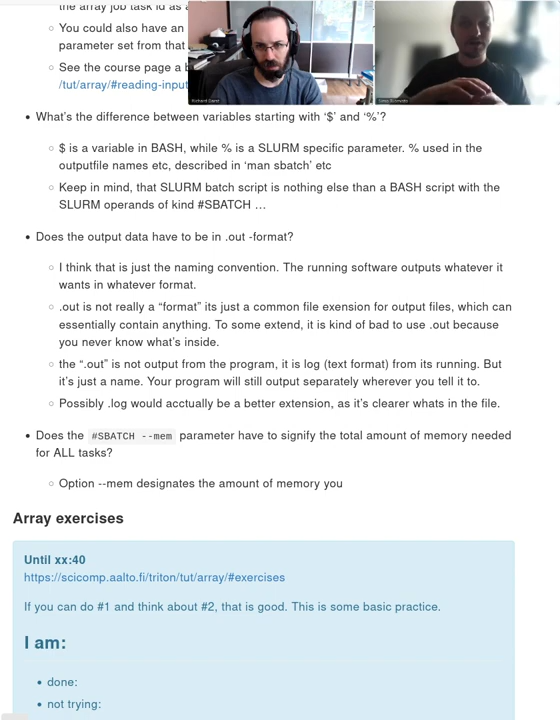 the array job task id as a
You could also have an
parameter set from that
See the course page a b
/tut/array/#reading-input
Richard Darst
Simo Tuomisto
What's the difference between variables starting with ‘$’ and ‘%’?
$ is a variable in BASH, while % is a SLURM specific parameter. % used in the
outputfile names etc, described in ‘man sbatch’ etc
Keep in mind, that SLURM batch script is nothing else than a BASH script with the
SLURM operands of kind #SBATCH …
Does the output data have to be in .out -format?
I think that is just the naming convention. The running software outputs whatever it
wants in whatever format.
.out is not really a “format” its just a common file exension for output files, which can
essentially contain anything. To some extend, it is kind of bad to use .out because
you never know what's inside.
the “.out” is not output from the program, it is log (text format) from its running. But
it's just a name. Your program will still output separately wherever you tell it to.
Possibly .log would acctually be a better extension, as it's clearer whats in the file.
Does the #SBATCH --mem parameter have to signify the total amount of memory needed
for ALL tasks?
Option --mem designates the amount of memory you
Array exercises
Until xx:40
https://scicomp.aalto.fi/triton/tut/array/#exercises
If you can do #1 and think about #2, that is good. This is some basic practice.
I am:
done:
not trying: